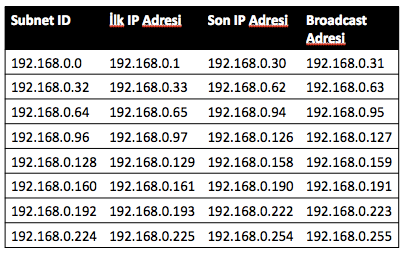 Subnet ID İlk IP Adresi Son IP Adresi Broadcast
Adresi
192.168.0.0 192.168.0.1 192.168.0.30 192.168.0.31
192.168.0.32 192.168.0.33 192.168.0.62 192.168.0.63
192.168.0.64 192.168.0.65 192.168.0.94 192.168.0.95
192.168.0.96 192.168.0.97 192.168.0.126 192.168.0.127
192.168.0.128 192.168.0.129 192.168.0.158 192.168.0.159
192.168.0.160 192.168.0.161 192.168.0.190 192.168.0.191
192.168.0.192 192.168.0.193 192.168.0.222 192.168.0.223
192.168.0.224 192.168.0.225 192.168.0.254 192.168.0.255